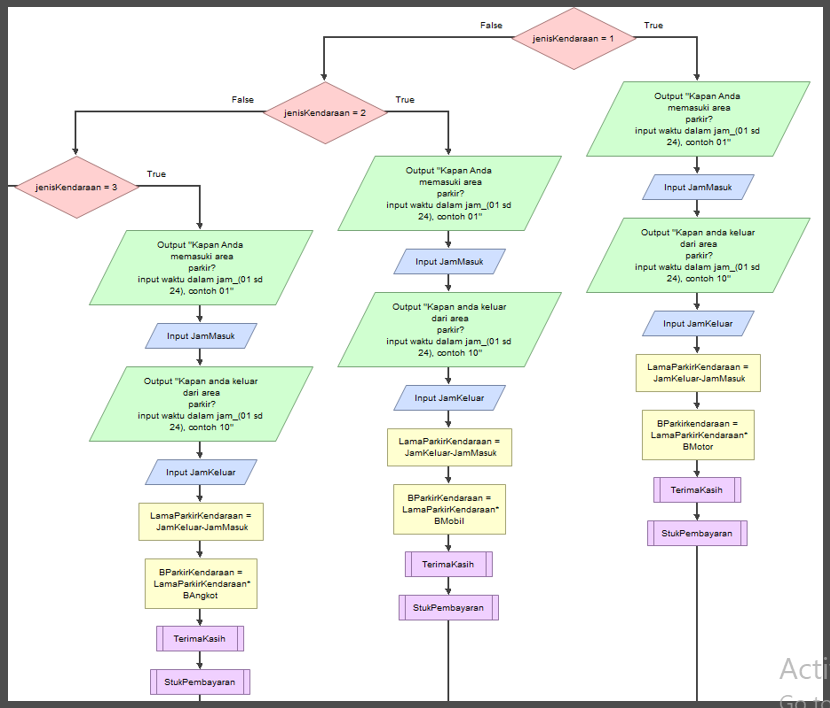 False
True
jenisKendaraan = 1
False
True
jenisKendaraan = 2
False
True
jenisKendaraan = 3
Output "Kapan Anda
memasuki area
parkir?
input waktu dalam jam_(01 sd
24), contoh 01"
Input JamMasuk
Output "Kapan anda keluar
dari area
parkir?
input waktu dalam jam_(01 sd
24), contoh 10"
Input JamKeluar
LamaParkirKendaraan =
JamKeluar-JamMasuk
BParkirKendaraan =
LamaParkirKendaraan*
BAngkot
TerimaKasih
StukPembayaran
Output "Kapan Anda
memasuki area
parkir?
input waktu dalam jam_(01 sd
24), contoh 01"
Input JamMasuk
Output "Kapan anda keluar
dari area
parkir?
input waktu dalam jam_(01 sd
24), contoh 10"
Input JamKeluar
LamaParkirKendaraan =
JamKeluar-JamMasuk
BParkirKendaraan =
LamaParkirKendaraan*
BMobil
TerimaKasih
StukPembayaran
Output "Kapan Anda
memasuki area
parkir?
input waktu dalam jam_(01 sd
24), contoh 01"
Input JamMasuk
Output "Kapan anda keluar
dari area
parkir?
input waktu dalam jam_(01 sd
24), contoh 10"
Input JamKeluar
LamaParkirKendaraan =
JamKeluar-JamMasuk
BParkirkendaraan =
LamaParkirKendaraan*
BMotor
TerimaKasih
StukPembayaran
Acti
Go to